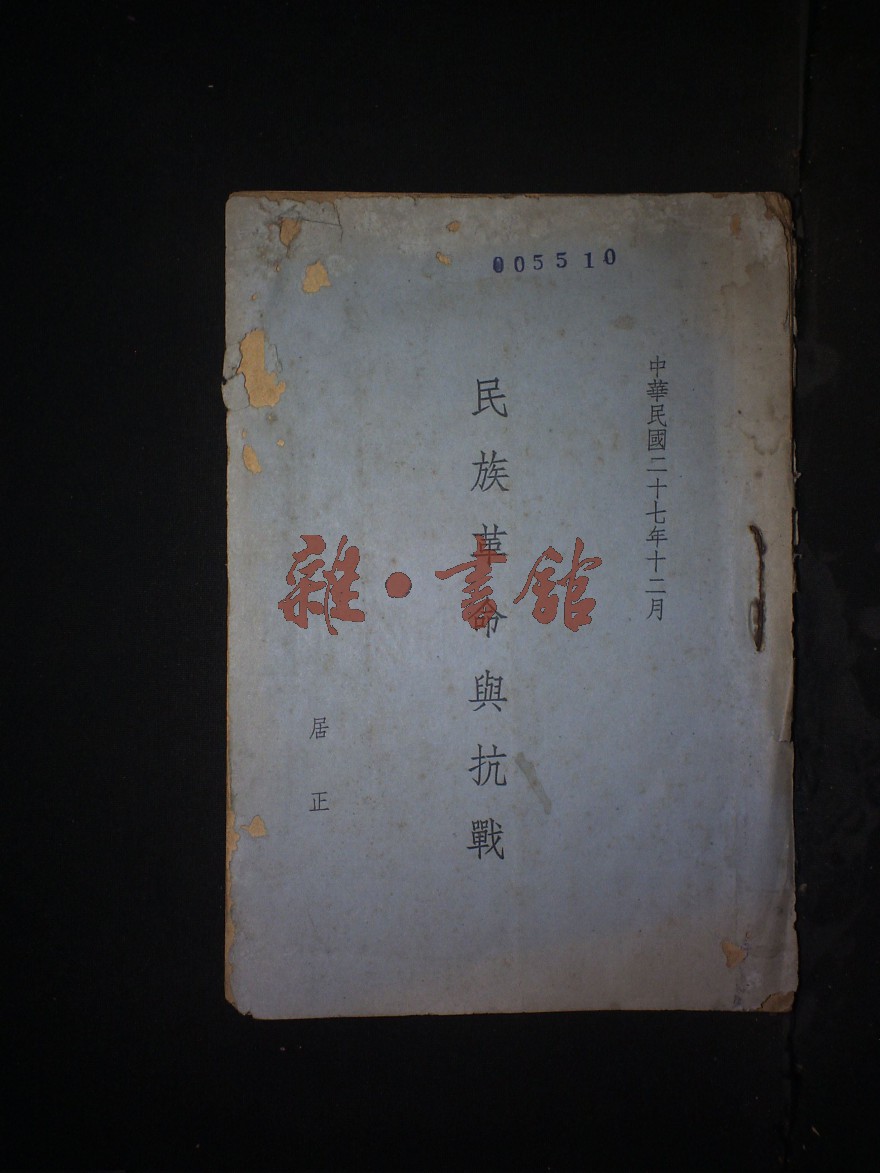 005510
中華民國二十七年十二月
民族革命與抗戰
居正
雜·書館